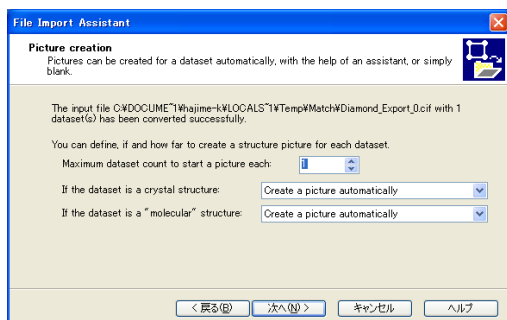 File Import Assistant
Picture creation
Pictures can be created for a dataset automatically, with the help of an assistant, or simply
blank.
The input file C:¥DOCUME~1¥hajime-k¥LOCALS~1¥Temp¥Match¥Diamond_Export_0.cif with 1
dataset(s) has been converted successfully.
You can define, if and how far to create a structure picture for each dataset.
Maximum dataset count to start a picture each: 1
If the dataset is a crystal structure: Create a picture automatically
If the dataset is a "molecular" structure: Create a picture automatically
< 戻る(B) 次へ(N) > キャンセル ヘルプ